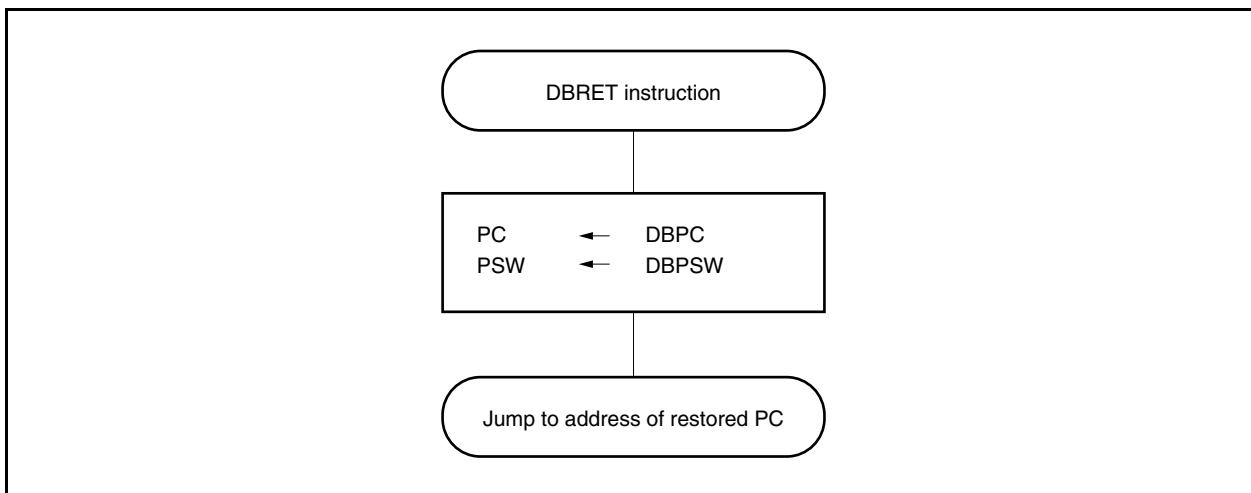 DBRET instruction
PC ← DBPC
PSW ← DBPSW
Jump to address of restored PC